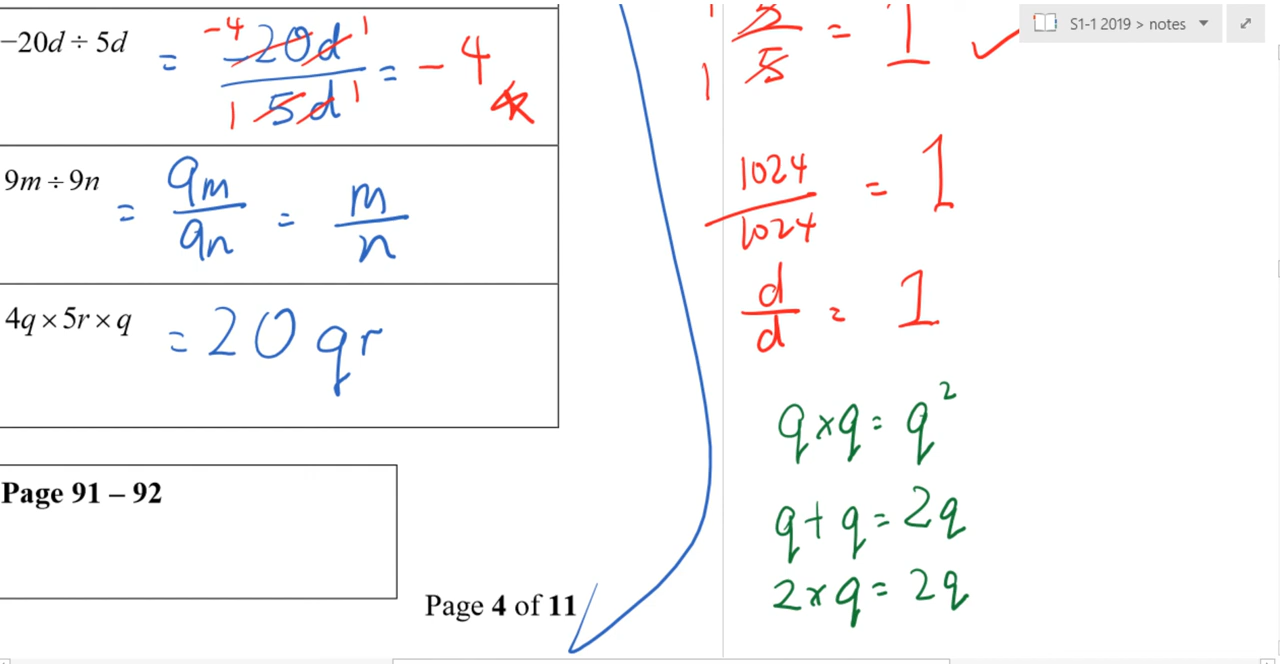 S1-1 2019 > notes
−20d ÷ 5d = -4 -20d 1 / 1 5d 1 = -4
9m ÷ 9n = 9m/9n = m/n
4q × 5r × q = 20qr
Page 91 – 92
Page 4 of 11
1 5/5 = 1
1
1024/1024 = 1
d/d = 1
q×q = q²
q+q = 2q
2×q = 2q